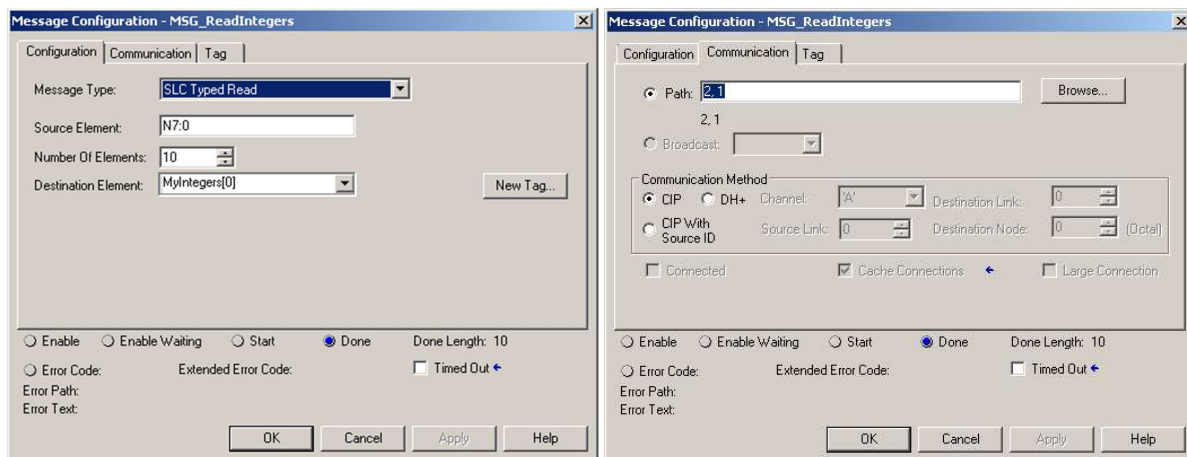 Message Configuration - MSG_ReadIntegers
Configuration Communication Tag
Message Type: SLC Typed Read
Source Element: N7:0
Number Of Elements: 10
Destination Element: MyIntegers[0] New Tag...
Enable Enable Waiting Start Done Done Length: 10
Error Code: Extended Error Code: Timed Out
Error Path:
Error Text:
OK Cancel Apply Help
Message Configuration - MSG_ReadIntegers
Configuration Communication Tag
Path: 2, 1 Browse...
2, 1
Broadcast:
Communication Method
CIP DH+ Channel: 'A' Destination Link: 0
CIP With
Source ID Source Link: 0 Destination Node: 0 (Octal)
Connected Cache Connections Large Connection
Enable Enable Waiting Start Done Done Length: 10
Error Code: Extended Error Code: Timed Out
Error Path:
Error Text:
OK Cancel Apply Help